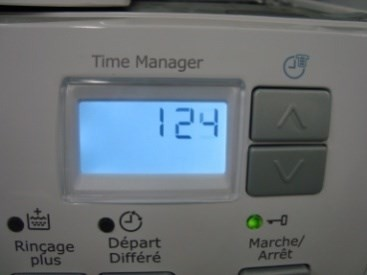 Time Manager
124
Rinçage
plus
Départ
Différé
Marche/
Arrêt